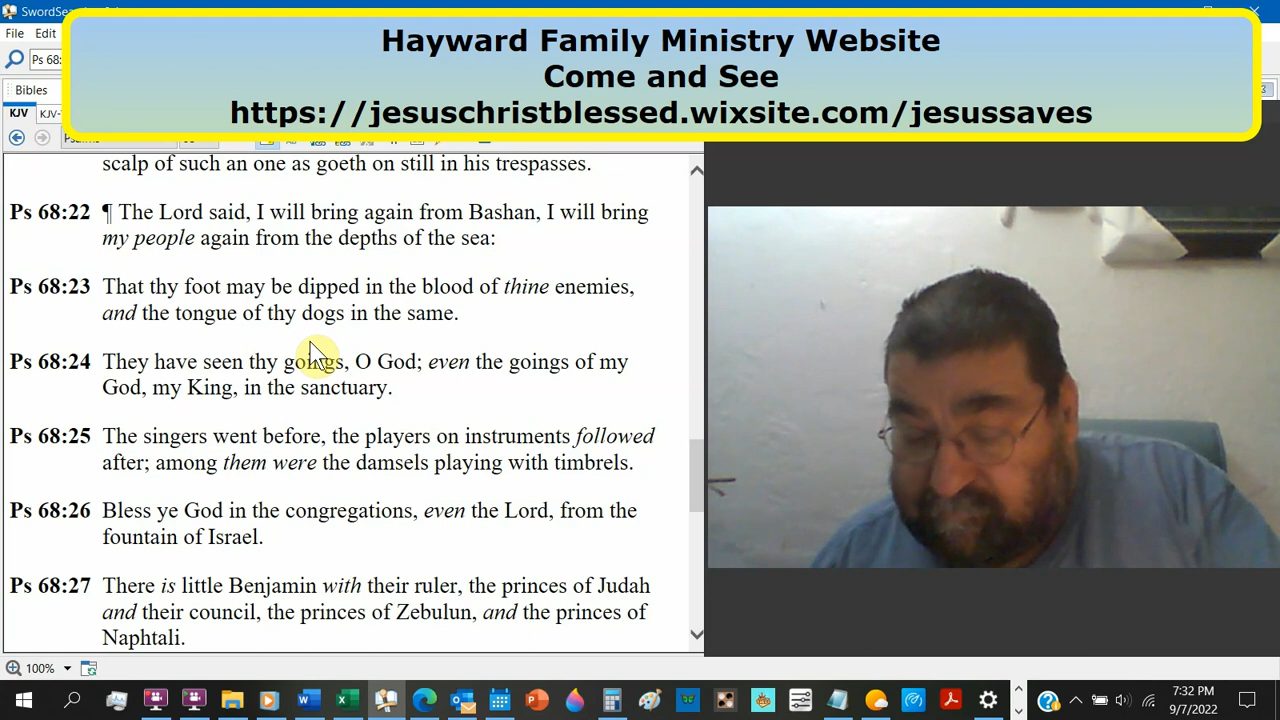 Hayward Family Ministry Website
Come and See
https://jesuschristblessed.wixsite.com/jesussaves
File Edit
Ps 68:
Bibles
KJV
scalp of such an one as goeth on still in his trespasses.
Ps 68:22 ¶ The Lord said, I will bring again from Bashan, I will bring
my people again from the depths of the sea:
Ps 68:23 That thy foot may be dipped in the blood of thine enemies,
and the tongue of thy dogs in the same.
Ps 68:24 They have seen thy goings, O God; even the goings of my
God, my King, in the sanctuary.
Ps 68:25 The singers went before, the players on instruments followed
after; among them were the damsels playing with timbrels.
Ps 68:26 Bless ye God in the congregations, even the Lord, from the
fountain of Israel.
Ps 68:27 There is little Benjamin with their ruler, the princes of Judah
and their council, the princes of Zebulun, and the princes of
Naphtali.
100%
7:32 PM
9/7/2022